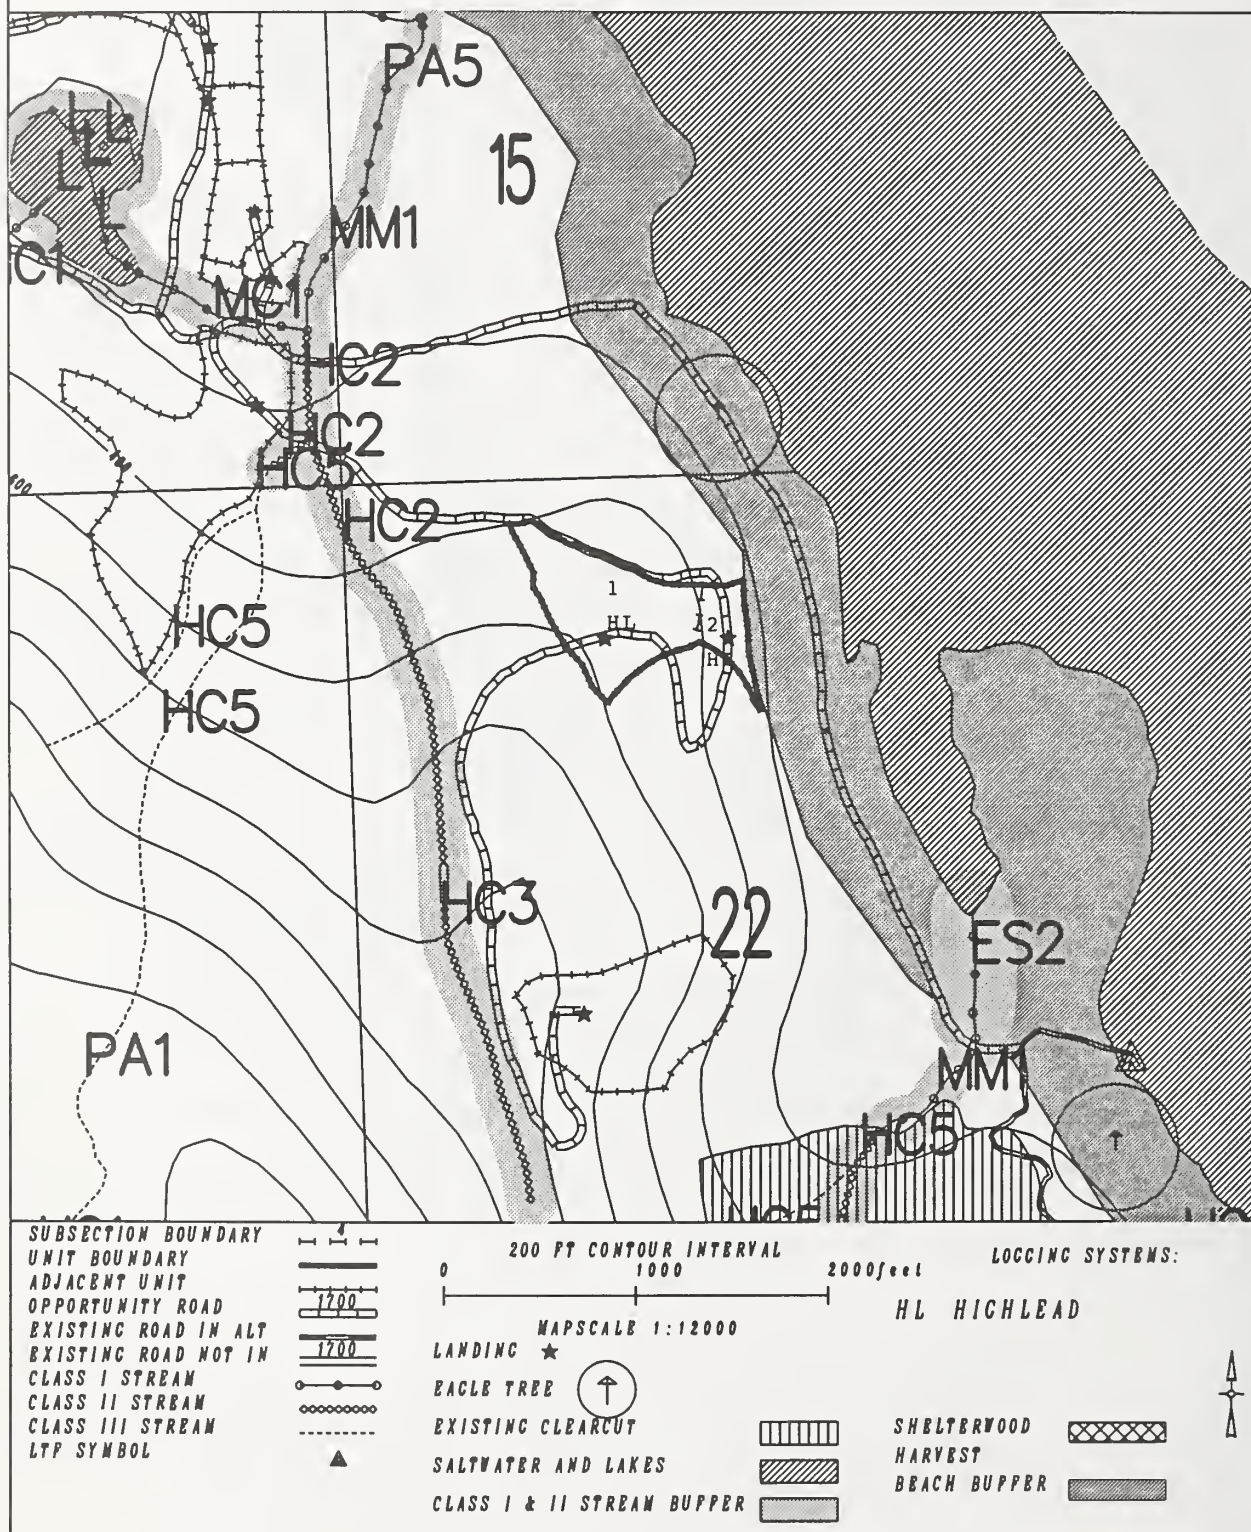 PA5
15
L L
L L
L
L
MM1
C1
MC1
HC2
HC2
HC5
400
HC2
1
HL
2
H
HC5
HC5
HC3
22
ES2
PA1
MM1
HC5
SUBSECTION BOUNDARY 4
UNIT BOUNDARY
ADJACENT UNIT
OPPORTUNITY ROAD 1700
EXISTING ROAD IN ALT
EXISTING ROAD NOT IN 1700
CLASS I STREAM
CLASS II STREAM
CLASS III STREAM
LTF SYMBOL
200 FT CONTOUR INTERVAL
0 1000 2000feet
MAPSCALE 1:12000
LANDING
EAGLE TREE
EXISTING CLEARCUT
SALTWATER AND LAKES
CLASS I & II STREAM BUFFER
LOGGING SYSTEMS:
HL HIGHLEAD
SHELTERWOOD
HARVEST
BEACH BUFFER